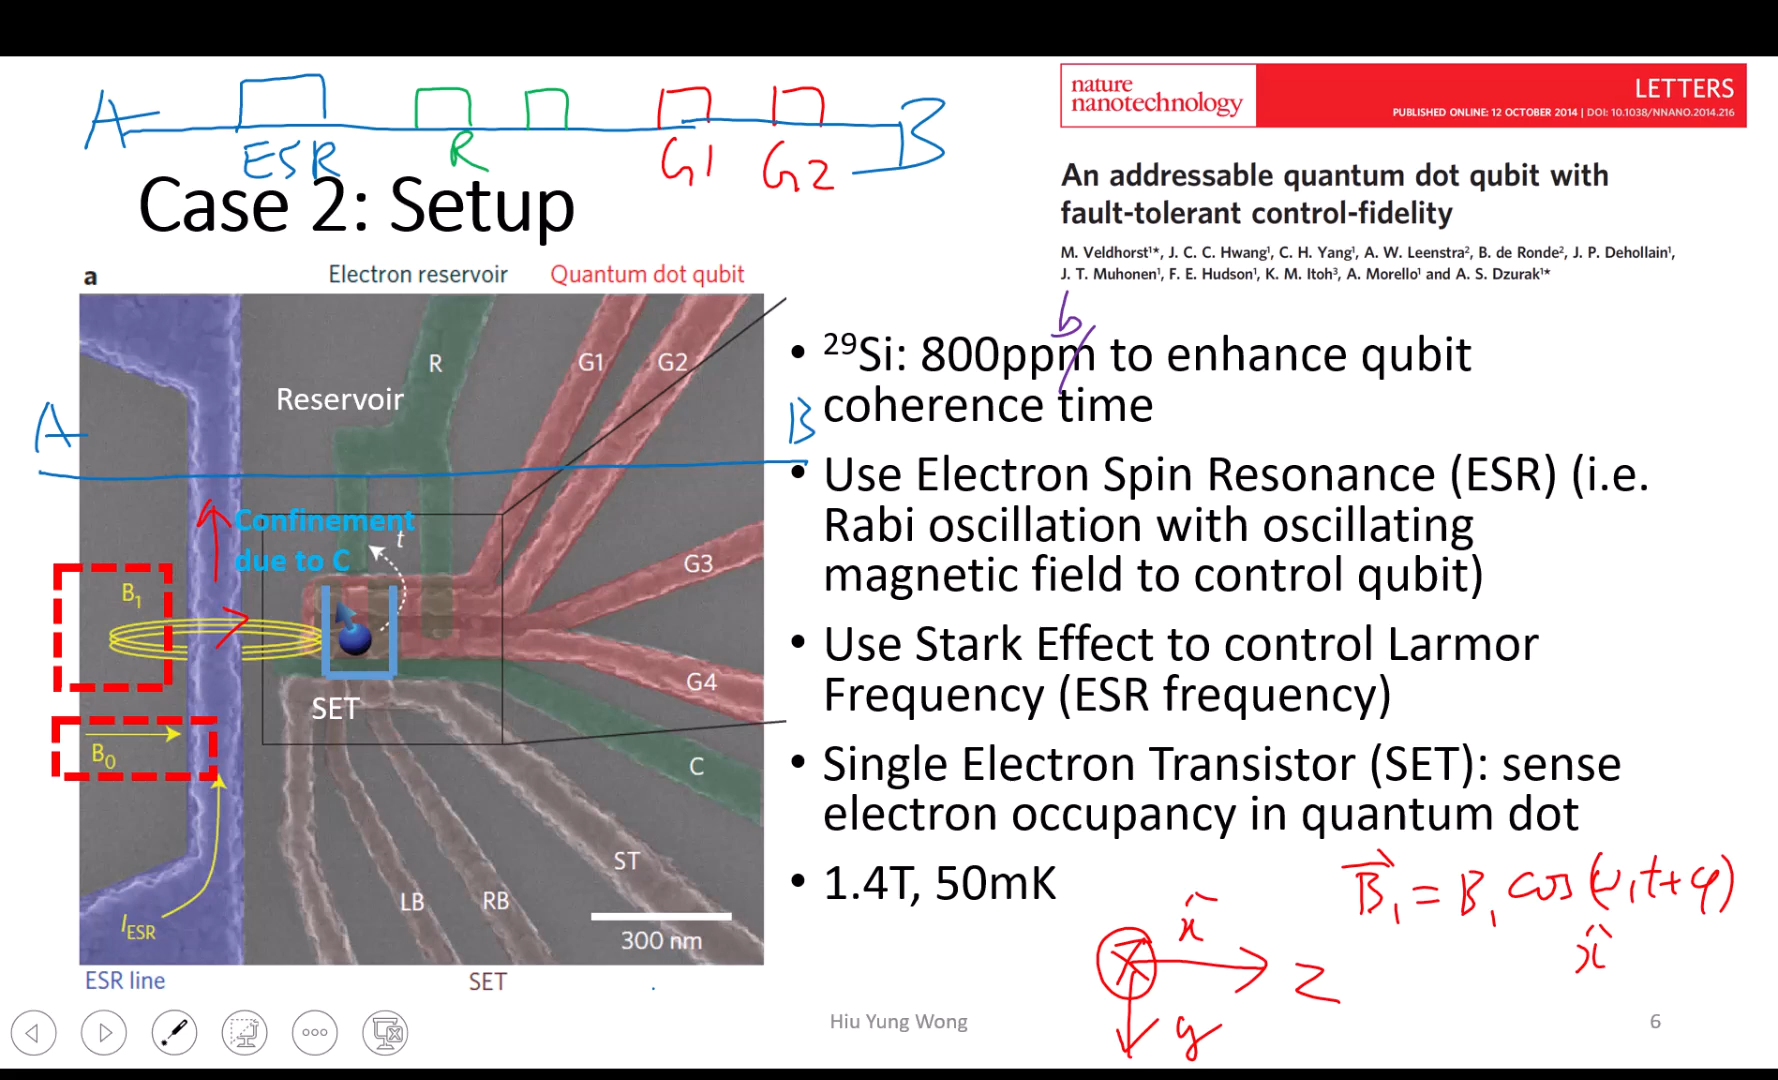 A ESR R G1 G2 B
nature
nanotechnology
LETTERS
PUBLISHED ONLINE: 12 OCTOBER 2014 | DOI: 10.1038/NNANO.2014.216
Case 2: Setup
An addressable quantum dot qubit with
fault-tolerant control-fidelity
M. Veldhorst¹*, J. C. C. Hwang¹, C. H. Yang¹, A. W. Leenstra², B. de Ronde², J. P. Dehollain¹,
J. T. Muhonen¹, F. E. Hudson¹, K. M. Itoh³, A. Morello¹ and A. S. Dzurak¹*
a
Electron reservoir
Quantum dot qubit
R
G1
G2
Reservoir
A
B
Confinement
due to C
t
G3
B₁
G4
SET
B₀
C
ST
LB
RB
I_ESR
300 nm
ESR line
SET
b
• ²⁹Si: 800ppm to enhance qubit
coherence time
• Use Electron Spin Resonance (ESR) (i.e.
Rabi oscillation with oscillating
magnetic field to control qubit)
• Use Stark Effect to control Larmor
Frequency (ESR frequency)
• Single Electron Transistor (SET): sense
electron occupancy in quantum dot
• 1.4T, 50mK
B⃗₁ = B₁ cos(ω₁t+φ)
x̂
x̂
z
y
Hiu Yung Wong
6